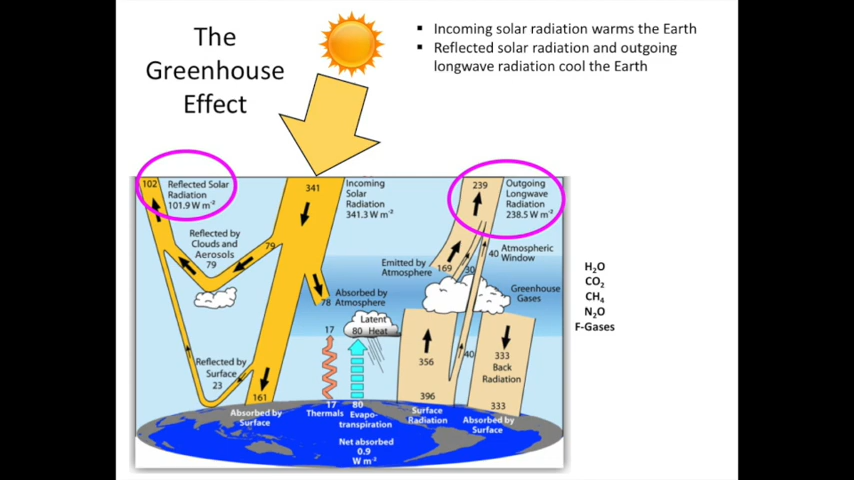 The
Greenhouse
Effect
▪ Incoming solar radiation warms the Earth
▪ Reflected solar radiation and outgoing
longwave radiation cool the Earth
102
Reflected Solar
Radiation
101.9 W m⁻²
341
Incoming
Solar
Radiation
341.3 W m⁻²
239
Outgoing
Longwave
Radiation
238.5 W m⁻²
Reflected by
Clouds and
Aerosols
79
79
Emitted by
Atmosphere
169
30
40
Atmospheric
Window
Greenhouse
Gases
78
Absorbed by
Atmosphere
Latent
80 Heat
17
Reflected by
Surface
23
161
356
40
333
Back
Radiation
396
333
Absorbed by
Surface
17
Thermals
80
Evapo-
transpiration
Surface
Radiation
Absorbed by
Surface
Net absorbed
0.9
W m⁻²
H₂O
CO₂
CH₄
N₂O
F-Gases